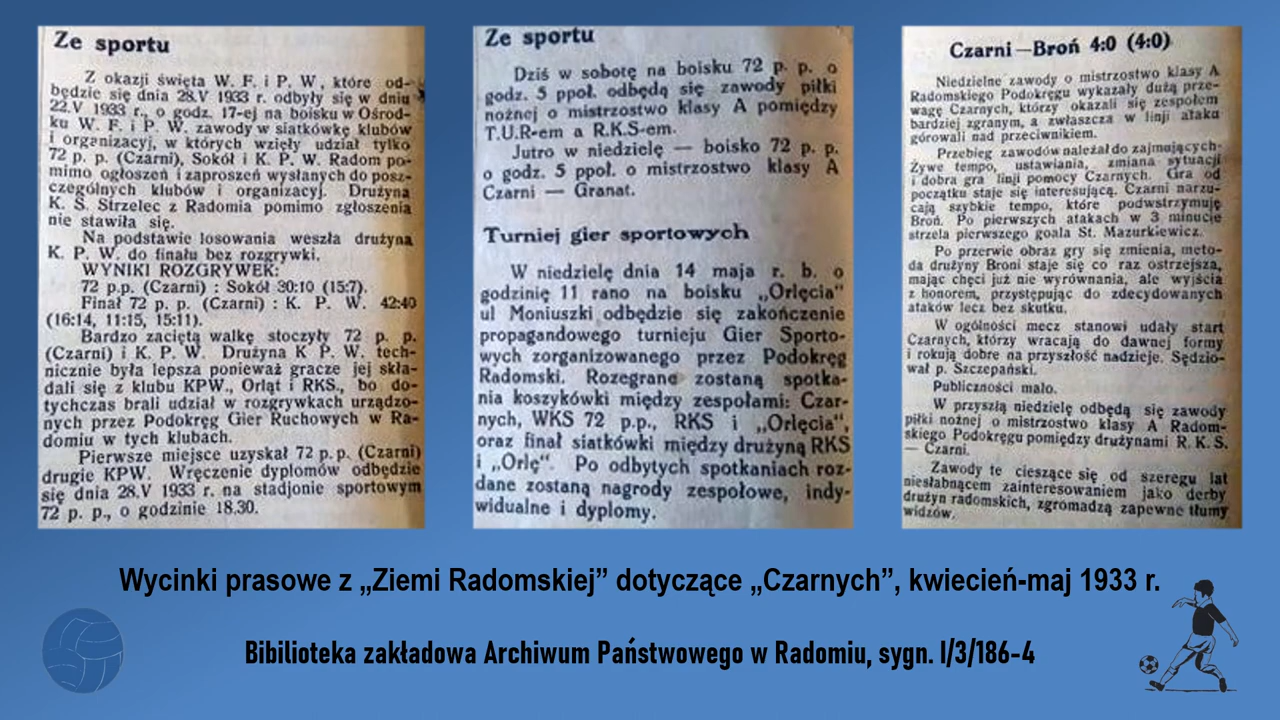 Ze sportu
Z okazji święta W. F. i P. W, które od-
będzie się dnia 28.V 1933 r. odbyły się w dniu
22.V 1933 r., o godz. 17-ej na boisku w Ośrod-
ku W. F. i P. W. zawody w siatkówkę klubów
i organizacyj, w których wzięły udział tylko
72 p. p. (Czarni), Sokół i K. P. W. Radom po-
mimo ogłoszeń i zaproszeń wysłanych do posz-
czególnych klubów i organizacyj. Drużyna
K. S. Strzelec z Radomia pomimo zgłoszenia
nie stawiła się.
Na podstawie losowania weszła drużyna
K. P. W. do finału bez rozgrywki.
WYNIKI ROZGRYWEK:
72 p.p. (Czarni) : Sokół 30:10 (15:7).
Finał 72 p. p. (Czarni) : K. P. W. 42:40
(16:14, 11:15, 15:11).
Bardzo zaciętą walkę stoczyły 72 p. p.
(Czarni) i K. P. W. Drużyna K P. W. tech-
nicznie była lepsza ponieważ gracze jej skła-
dali się z klubu KPW., Orląt i RKS., bo do-
tychczas brali udział w rozgrywkach urządzo-
nych przez Podokręg Gier Ruchowych w Ra-
domiu w tych klubach.
Pierwsze miejsce uzyskał 72 p. p. (Czarni)
drugie KPW. Wręczenie dyplomów odbędzie
się dnia 28.V 1933 r. na stadjonie sportowym
72 p. p., o godzinie 18.30.
Ze sportu
Dziś w sobotę na boisku 72 p. p. o
godz. 5 ppoł. odbędą się zawody piłki
nożnej o mistrzostwo klasy A pomiędzy
T.U.R-em a R.K.S-em.
Jutro w niedzielę — boisko 72 p. p.
o godz. 5 ppoł. o mistrzostwo klasy A
Czarni — Granat.
Turniej gier sportowych
W niedzielę dnia 14 maja r. b. o
godzinię 11 rano na boisku „Orlęcia"
ul Moniuszki odbędzie się zakończenie
propagandowego turnieju Gier Sporto-
wych zorganizowanego przez Podokręg
Radomski. Rozegrane zostaną spotka-
nia koszykówki między zespołami: Czar-
nych, WKS 72 p.p., RKS i „Orlęcia",
oraz finał siatkówki między drużyną RKS
i „Orlę". Po odbytych spotkaniach roz-
dane zostaną nagrody zespołowe, indy-
widualne i dyplomy.
Czarni—Broń 4:0 (4:0)
Niedzielne zawody o mistrzostwo klasy A
Radomskiego Podokręgu wykazały dużą prze-
wagę Czarnych, którzy okazali się zespołem
bardziej zgranym, a zwłaszcza w linji ataku
górowali nad przeciwnikiem.
Przebieg zawodów należał do zajmujących.
Żywe tempo, ustawiania, zmiana sytuacji
i dobra gra linji pomocy Czarnych. Gra od
początku staje się interesującą. Czarni narzu-
cają szybkie tempo, które podwstrzymuję
Broń. Po pierwszych atakach w 3 minucie
strzela pierwszego goala St. Mazurkiewicz.
Po przerwie obraz gry się zmienia, meto-
da drużyny Broni staje się co raz ostrzejsza,
mając chęci już nie wyrównania, ale wyjścia
z honorem, przystępując do zdecydowanych
ataków lecz bez skutku.
W ogólności mecz stanowi udały start
Czarnych, którzy wracają do dawnej formy
i rokują dobre na przyszłość nadzieje. Sędzio-
wał p. Szczepański.
Publiczności mało.
W przyszłą niedzielę odbędą się zawody
piłki nożnej o mistrzostwo klasy A Radom-
skiego Podokręgu pomiędzy drużynami R. K. S.
— Czarni.
Zawody te cieszące się od szeregu lat
niesłabnącem zainteresowaniem jako derby
drużyn radomskich, zgromadzą zapewne tłumy
widzów.
Wycinki prasowe z „Ziemi Radomskiej” dotyczące „Czarnych”, kwiecień-maj 1933 r.
Bibilioteka zakładowa Archiwum Państwowego w Radomiu, sygn. I/3/186-4